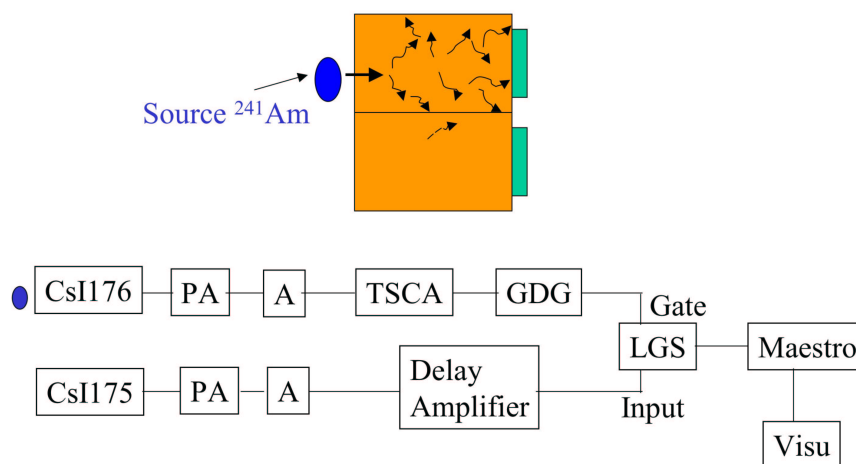 Source ²⁴¹Am
CsI176 PA A TSCA GDG
Gate
LGS Maestro
CsI175 PA A Delay Amplifier
Input
Visu